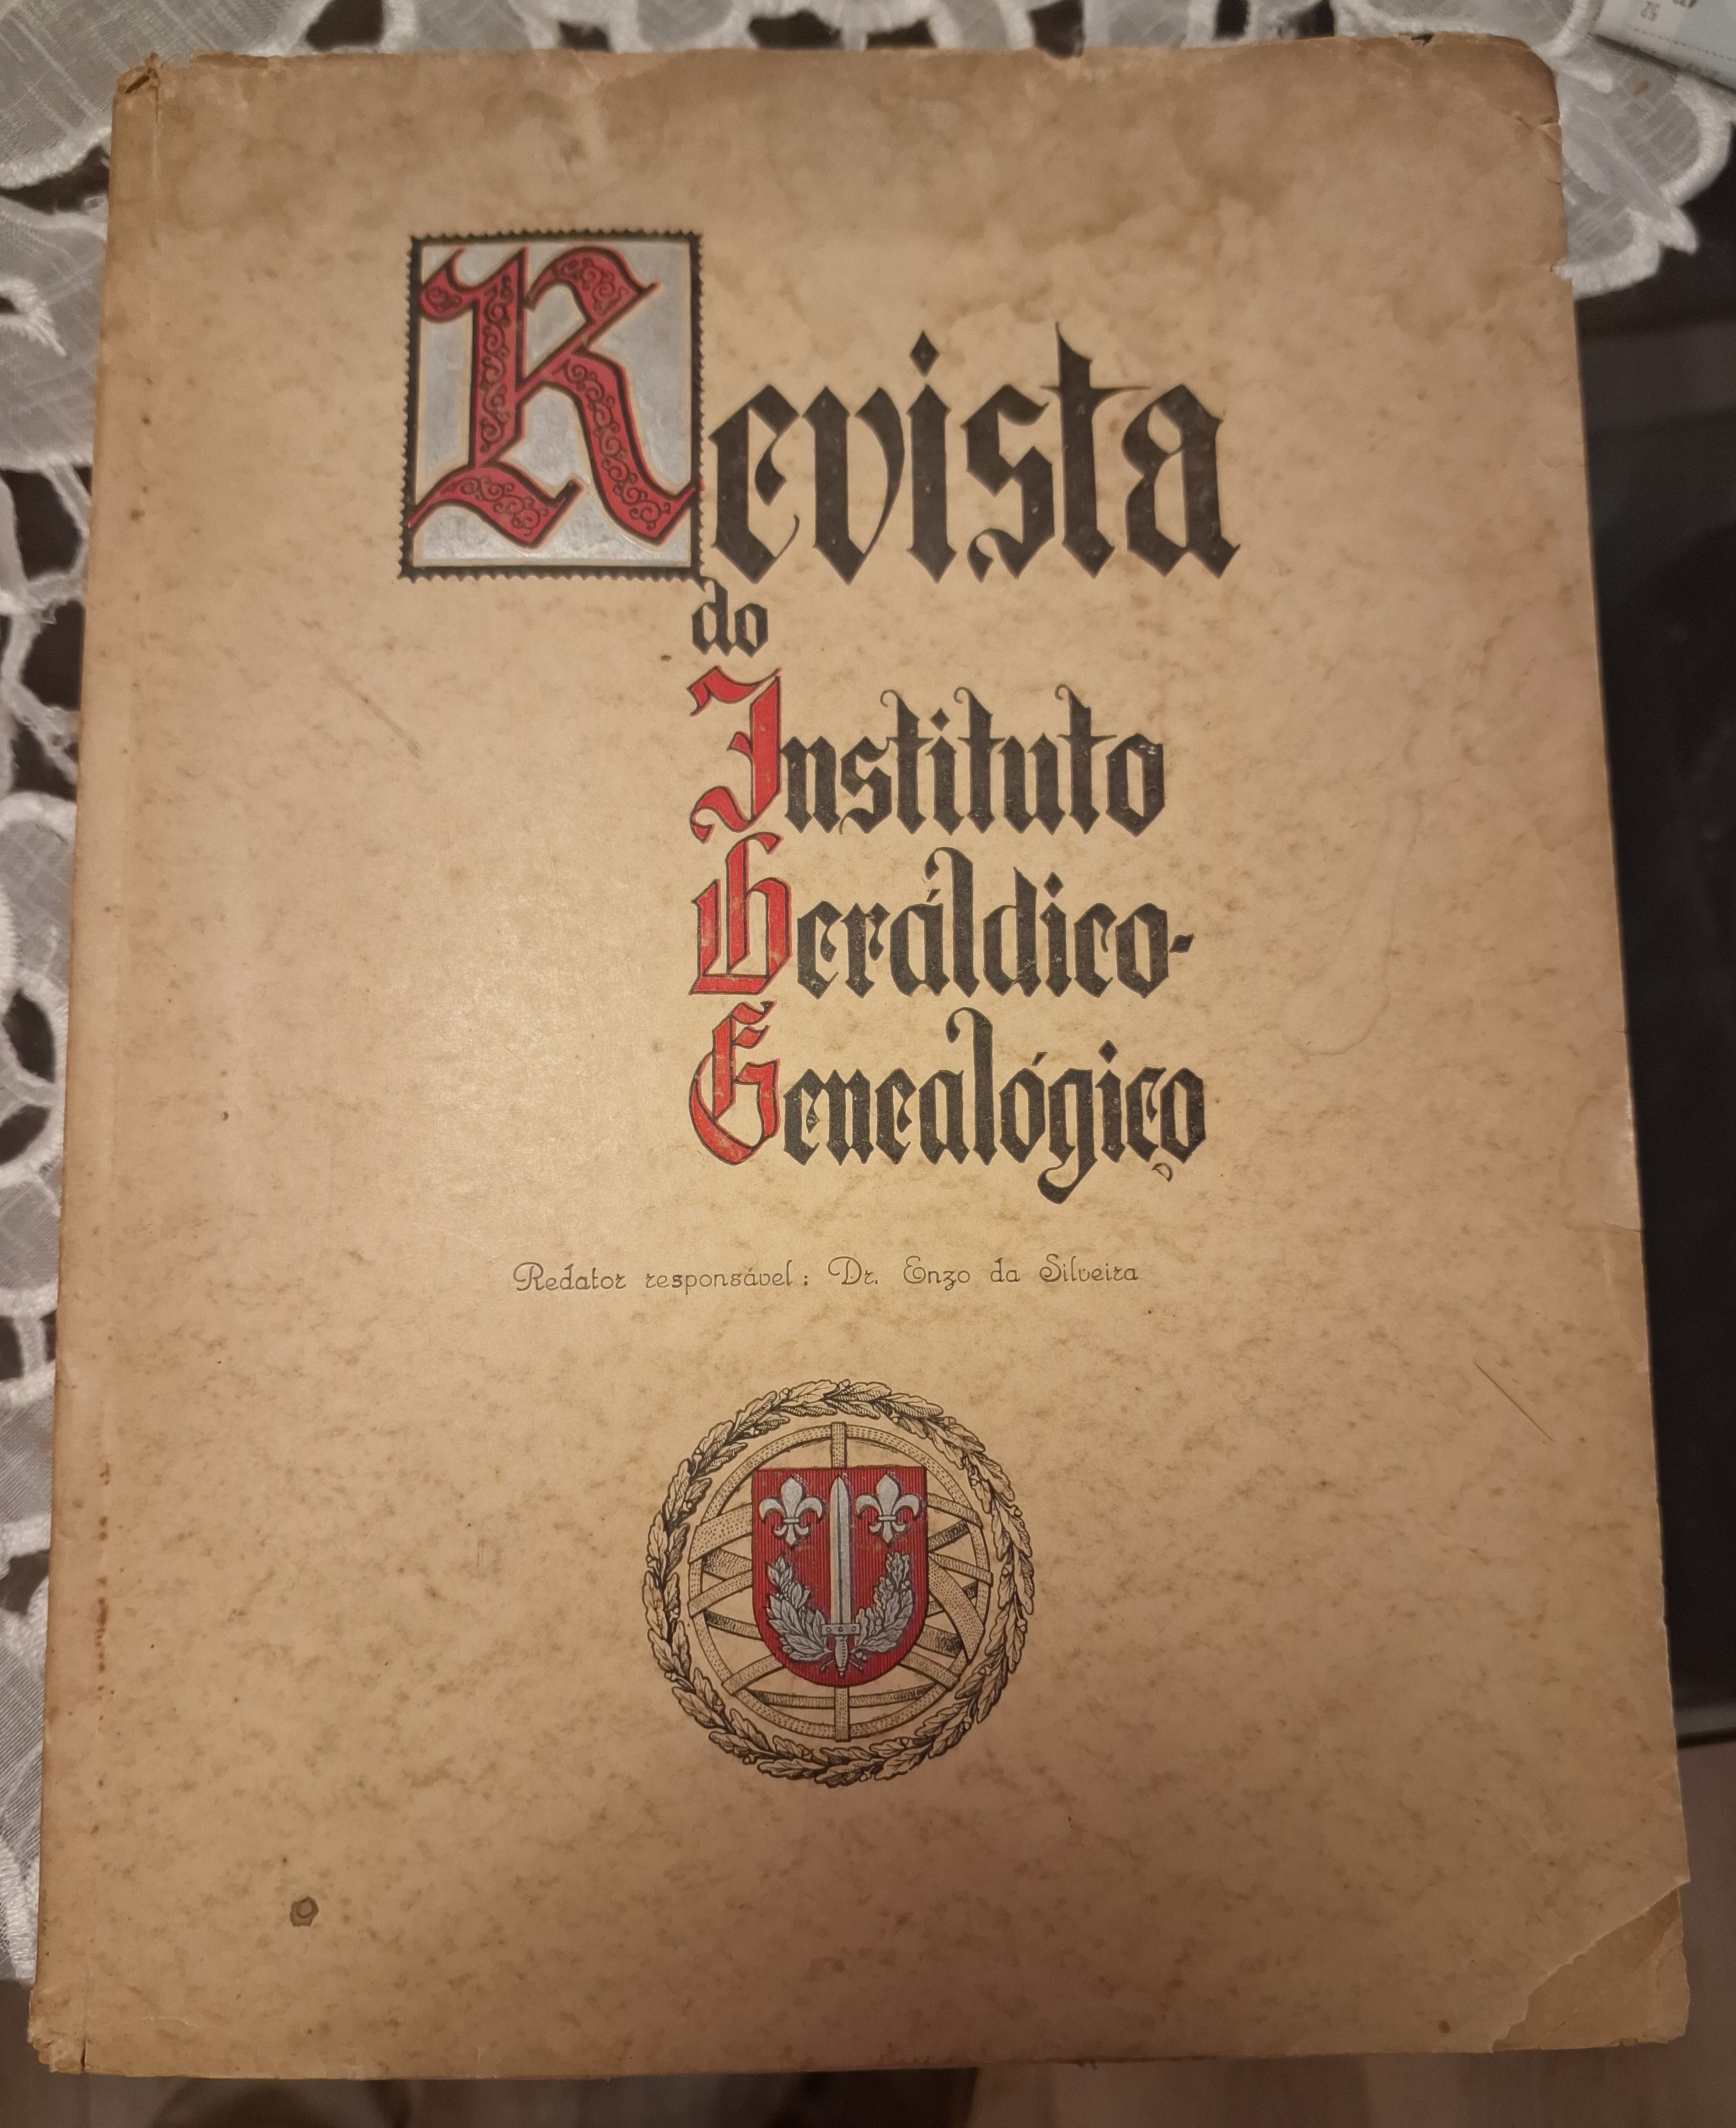 Revista
do
Instituto
Heráldico-
Genealógico
Redator responsável: Dr. Enzo da Silveira